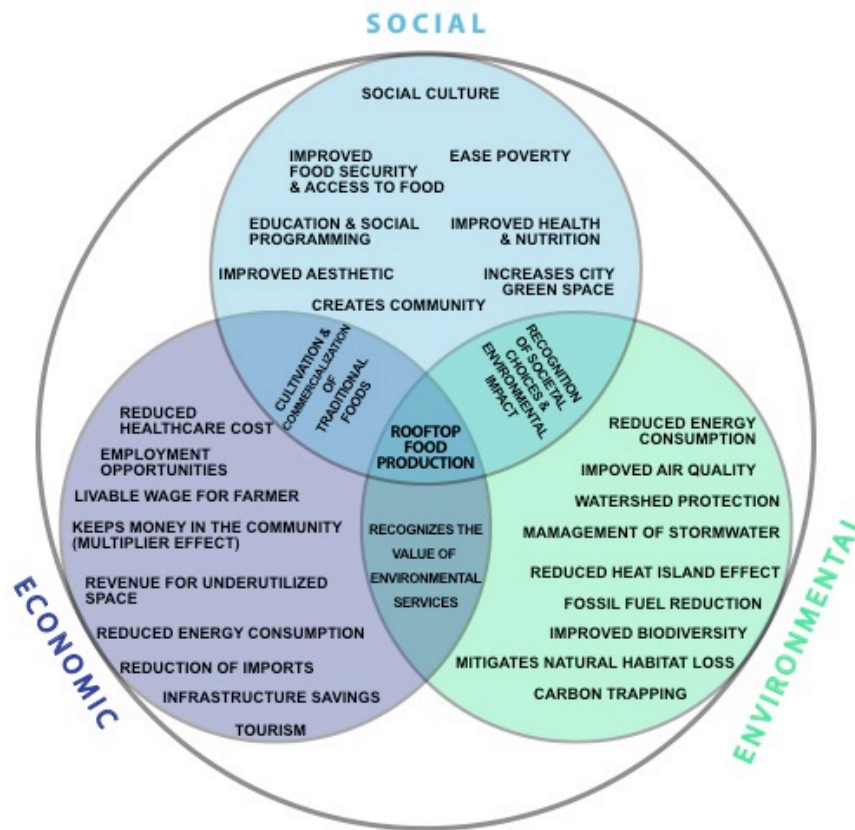 SOCIAL
SOCIAL CULTURE
IMPROVED
FOOD SECURITY
& ACCESS TO FOOD
EASE POVERTY
EDUCATION & SOCIAL
PROGRAMMING
IMPROVED HEALTH
& NUTRITION
IMPROVED AESTHETIC
INCREASES CITY
GREEN SPACE
CREATES COMMUNITY
CULTIVATION &
COMMERCIALIZATION
OF
TRADITIONAL
FOODS
RECOGNITION
OF SOCIETAL
CHOICES &
ENVIRONMENTAL
IMPACT
ROOFTOP
FOOD
PRODUCTION
RECOGNIZES THE
VALUE OF
ENVIRONMENTAL
SERVICES
ECONOMIC
REDUCED
HEALTHCARE COST
EMPLOYMENT
OPPORTUNITIES
LIVABLE WAGE FOR FARMER
KEEPS MONEY IN THE COMMUNITY
(MULTIPLIER EFFECT)
REVENUE FOR UNDERUTILIZED
SPACE
REDUCED ENERGY CONSUMPTION
REDUCTION OF IMPORTS
INFRASTRUCTURE SAVINGS
TOURISM
REDUCED ENERGY
CONSUMPTION
IMPOVED AIR QUALITY
WATERSHED PROTECTION
MAMAGEMENT OF STORMWATER
REDUCED HEAT ISLAND EFFECT
FOSSIL FUEL REDUCTION
IMPROVED BIODIVERSITY
MITIGATES NATURAL HABITAT LOSS
CARBON TRAPPING
ENVIRONMENTAL